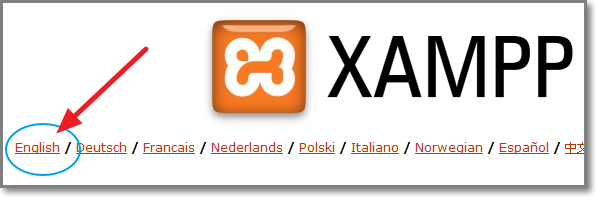 XAMPP
English / Deutsch / Francais / Nederlands / Polski / Italiano / Norwegian / Español / 中文